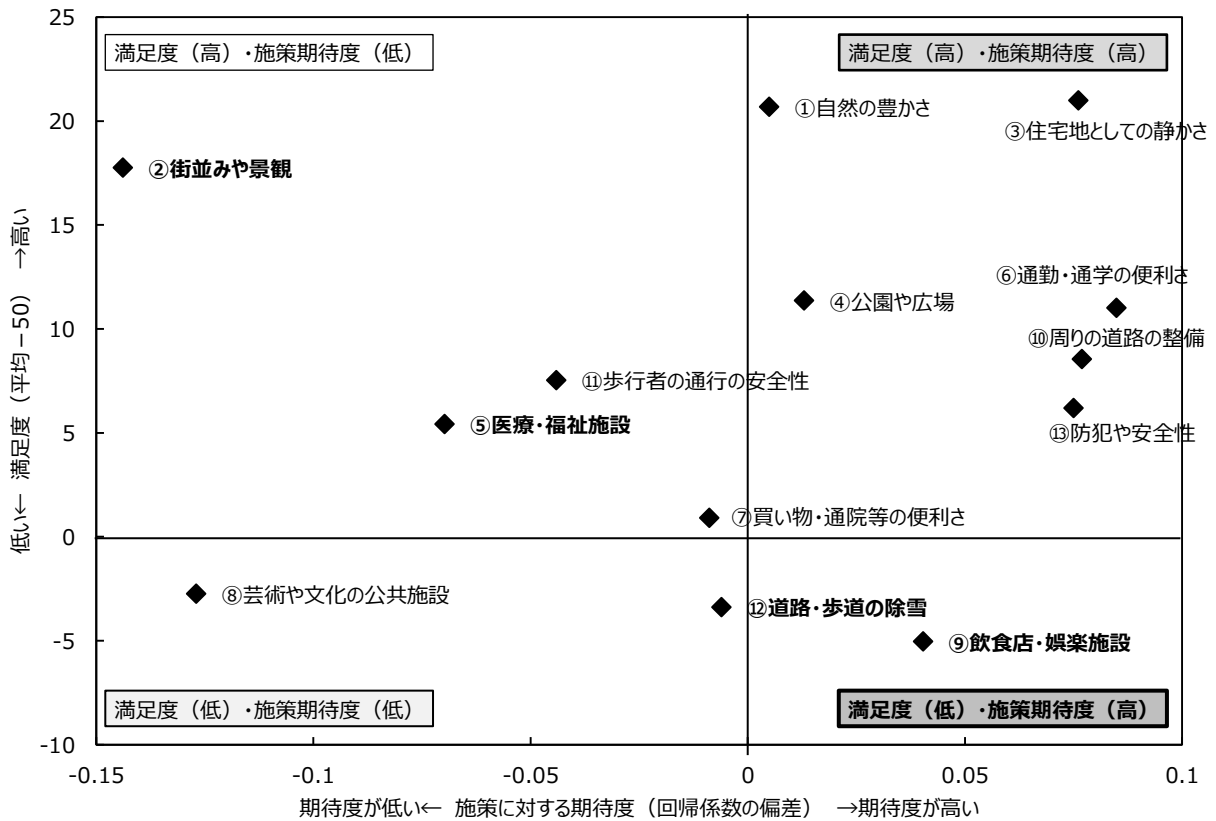 満足度（高）・施策期待度（低）
満足度（高）・施策期待度（高）
①自然の豊かさ
③住宅地としての静かさ
②街並みや景観
⑥通勤・通学の便利さ
④公園や広場
⑩周りの道路の整備
⑪歩行者の通行の安全性
⑤医療・福祉施設
⑬防犯や安全性
⑦買い物・通院等の便利さ
⑧芸術や文化の公共施設
⑫道路・歩道の除雪
⑨飲食店・娯楽施設
満足度（低）・施策期待度（低）
満足度（低）・施策期待度（高）
25
20
15
10
5
0
-5
-10
低い← 満足度（平均－50） →高い
-0.15 -0.1 -0.05 0 0.05 0.1
期待度が低い← 施策に対する期待度（回帰係数の偏差） →期待度が高い